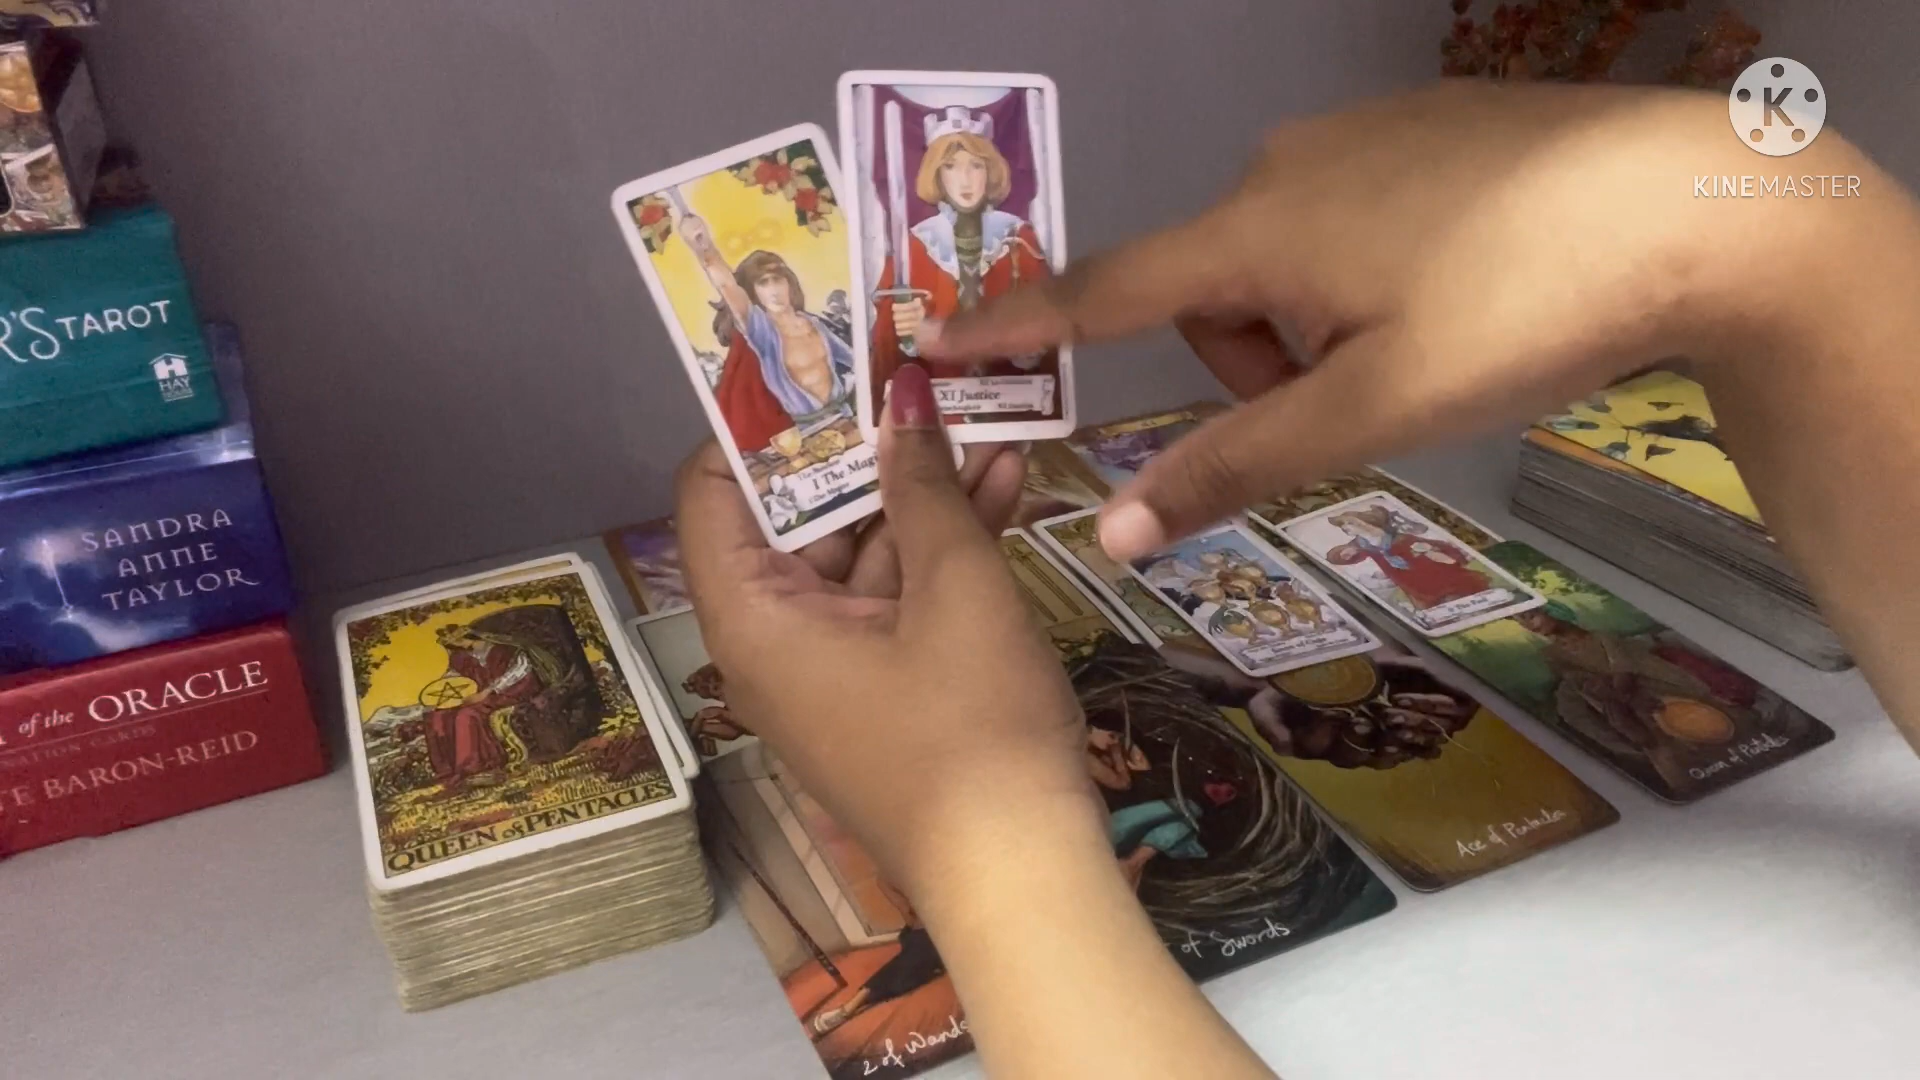 KINEMASTER
R'S TAROT
HAY
HOUSE
SANDRA
ANNE
TAYLOR
of the ORACLE
BARON-REID
I The Magi
XI Justice
QUEEN of PENTACLES
2 of Wands
of Swords
Ace of Pentacles
Queen of Pentacles